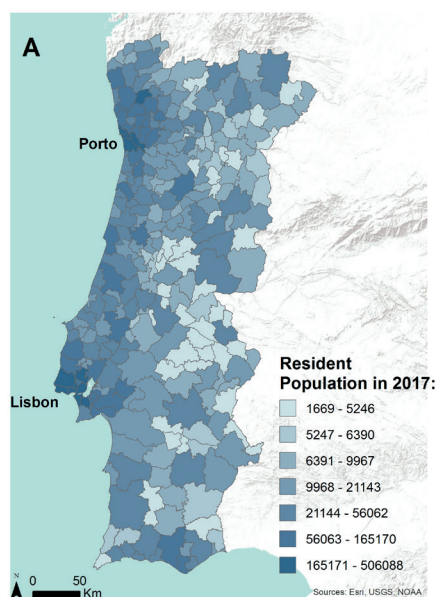 A
Porto
Lisbon
Resident
Population in 2017:
1669 - 5246
5247 - 6390
6391 - 9967
9968 - 21143
21144 - 56062
56063 - 165170
165171 - 506088
N
0 50
Km
Sources: Esri, USGS, NOAA